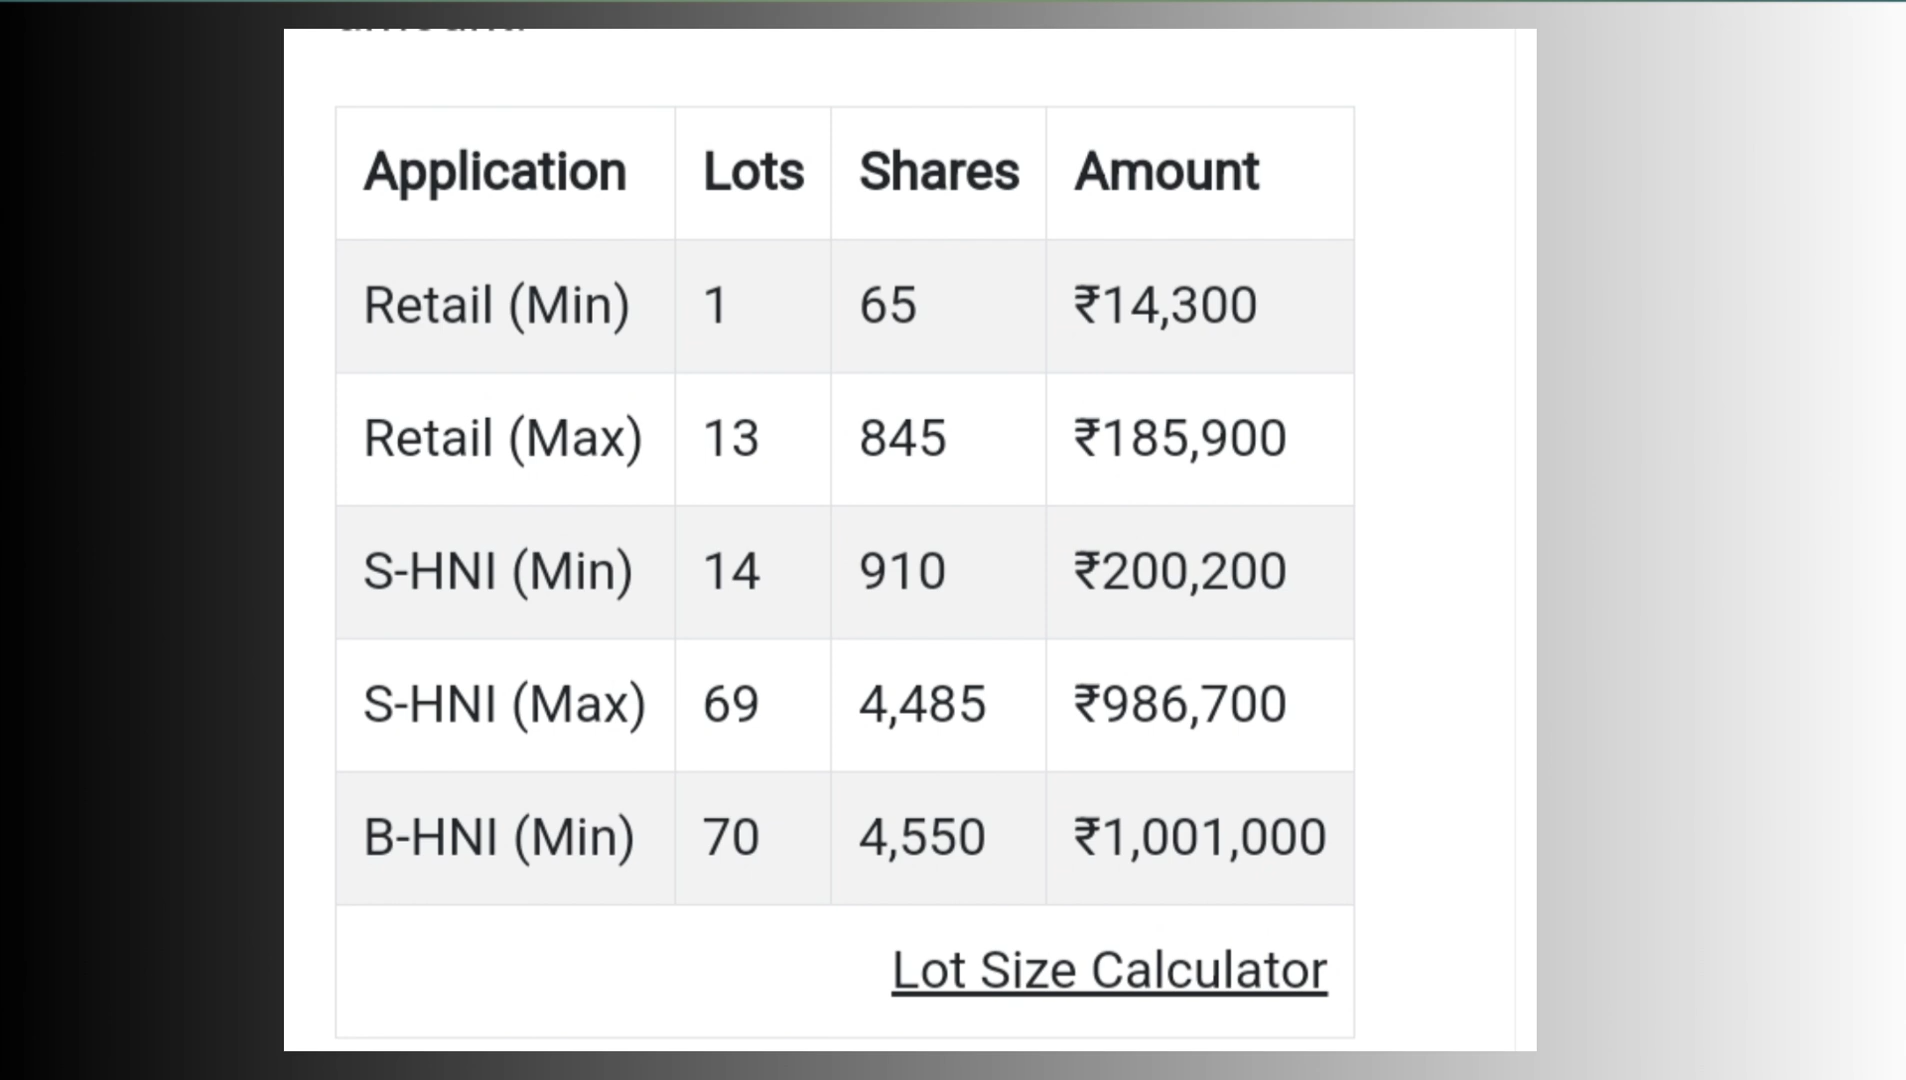 Application Lots Shares Amount
Retail (Min) 1 65 ₹14,300
Retail (Max) 13 845 ₹185,900
S-HNI (Min) 14 910 ₹200,200
S-HNI (Max) 69 4,485 ₹986,700
B-HNI (Min) 70 4,550 ₹1,001,000
Lot Size Calculator